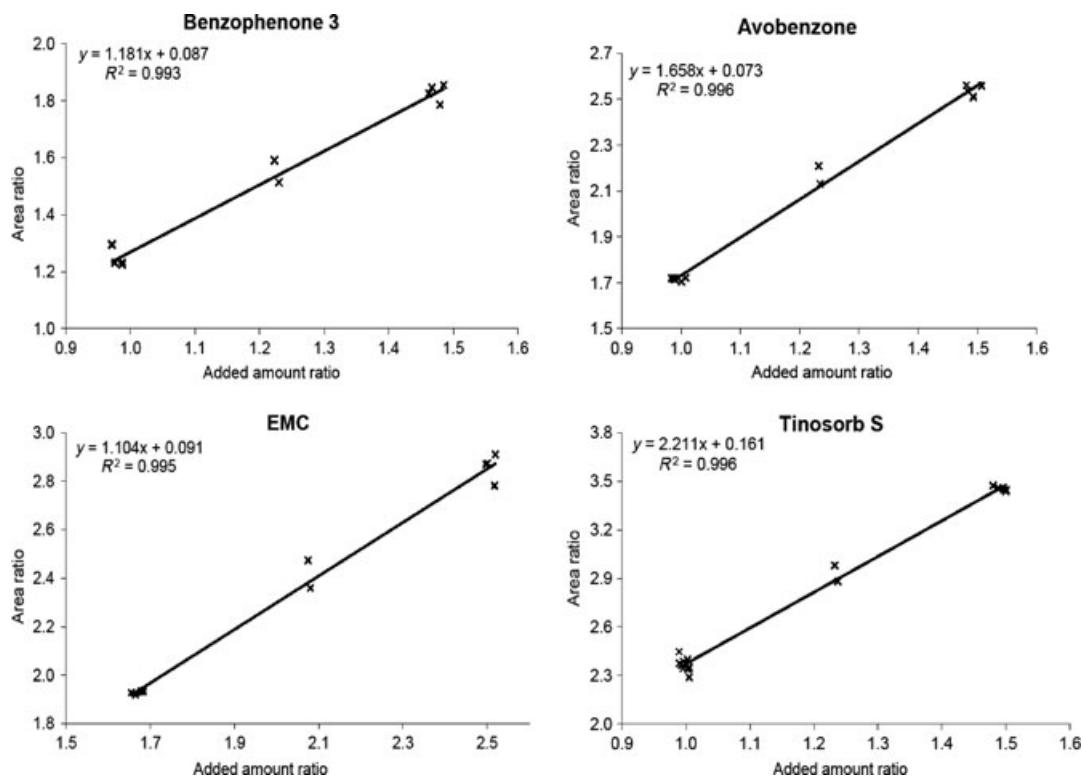 Benzophenone 3
y = 1.181x + 0.087
R² = 0.993
Area ratio
2.0
1.8
1.6
1.4
1.2
1.0
0.9 1.0 1.2 1.3 1.4 1.5 1.6
Added amount ratio
Avobenzone
y = 1.658x + 0.073
R² = 0.996
Area ratio
2.7
2.5
2.3
2.1
1.9
1.7
1.5
0.9 1.0 1.1 1.2 1.3 1.4 1.5 1.6
Added amount ratio
EMC
y = 1.104x + 0.091
R² = 0.995
Area ratio
3.0
2.8
2.6
2.4
2.2
2.0
1.8
1.5 1.7 1.9 2.1 2.3 2.5
Added amount ratio
Tinosorb S
y = 2.211x + 0.161
R² = 0.996
Area ratio
3.8
3.5
3.2
2.9
2.6
2.3
2.0
0.9 1.0 1.1 1.2 1.3 1.4 1.5 1.6
Added amount ratio